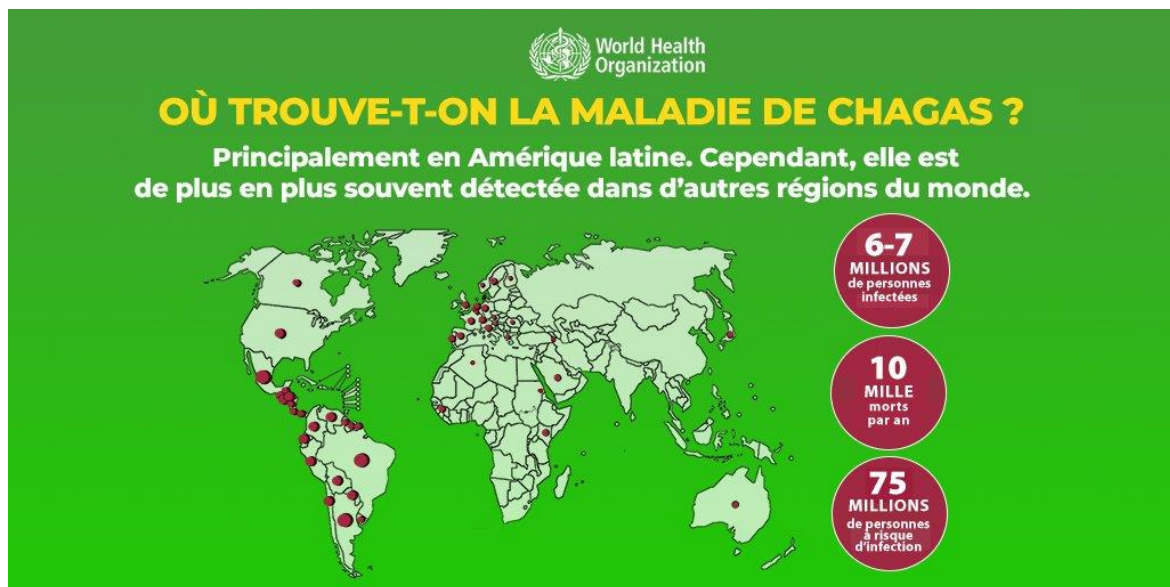 World Health
Organization
OÙ TROUVE-T-ON LA MALADIE DE CHAGAS ?
Principalement en Amérique latine. Cependant, elle est
de plus en plus souvent détectée dans d'autres régions du monde.
6-7
MILLIONS
de personnes
infectées
10
MILLE
morts
par an
75
MILLIONS
de personnes
à risque
d'infection